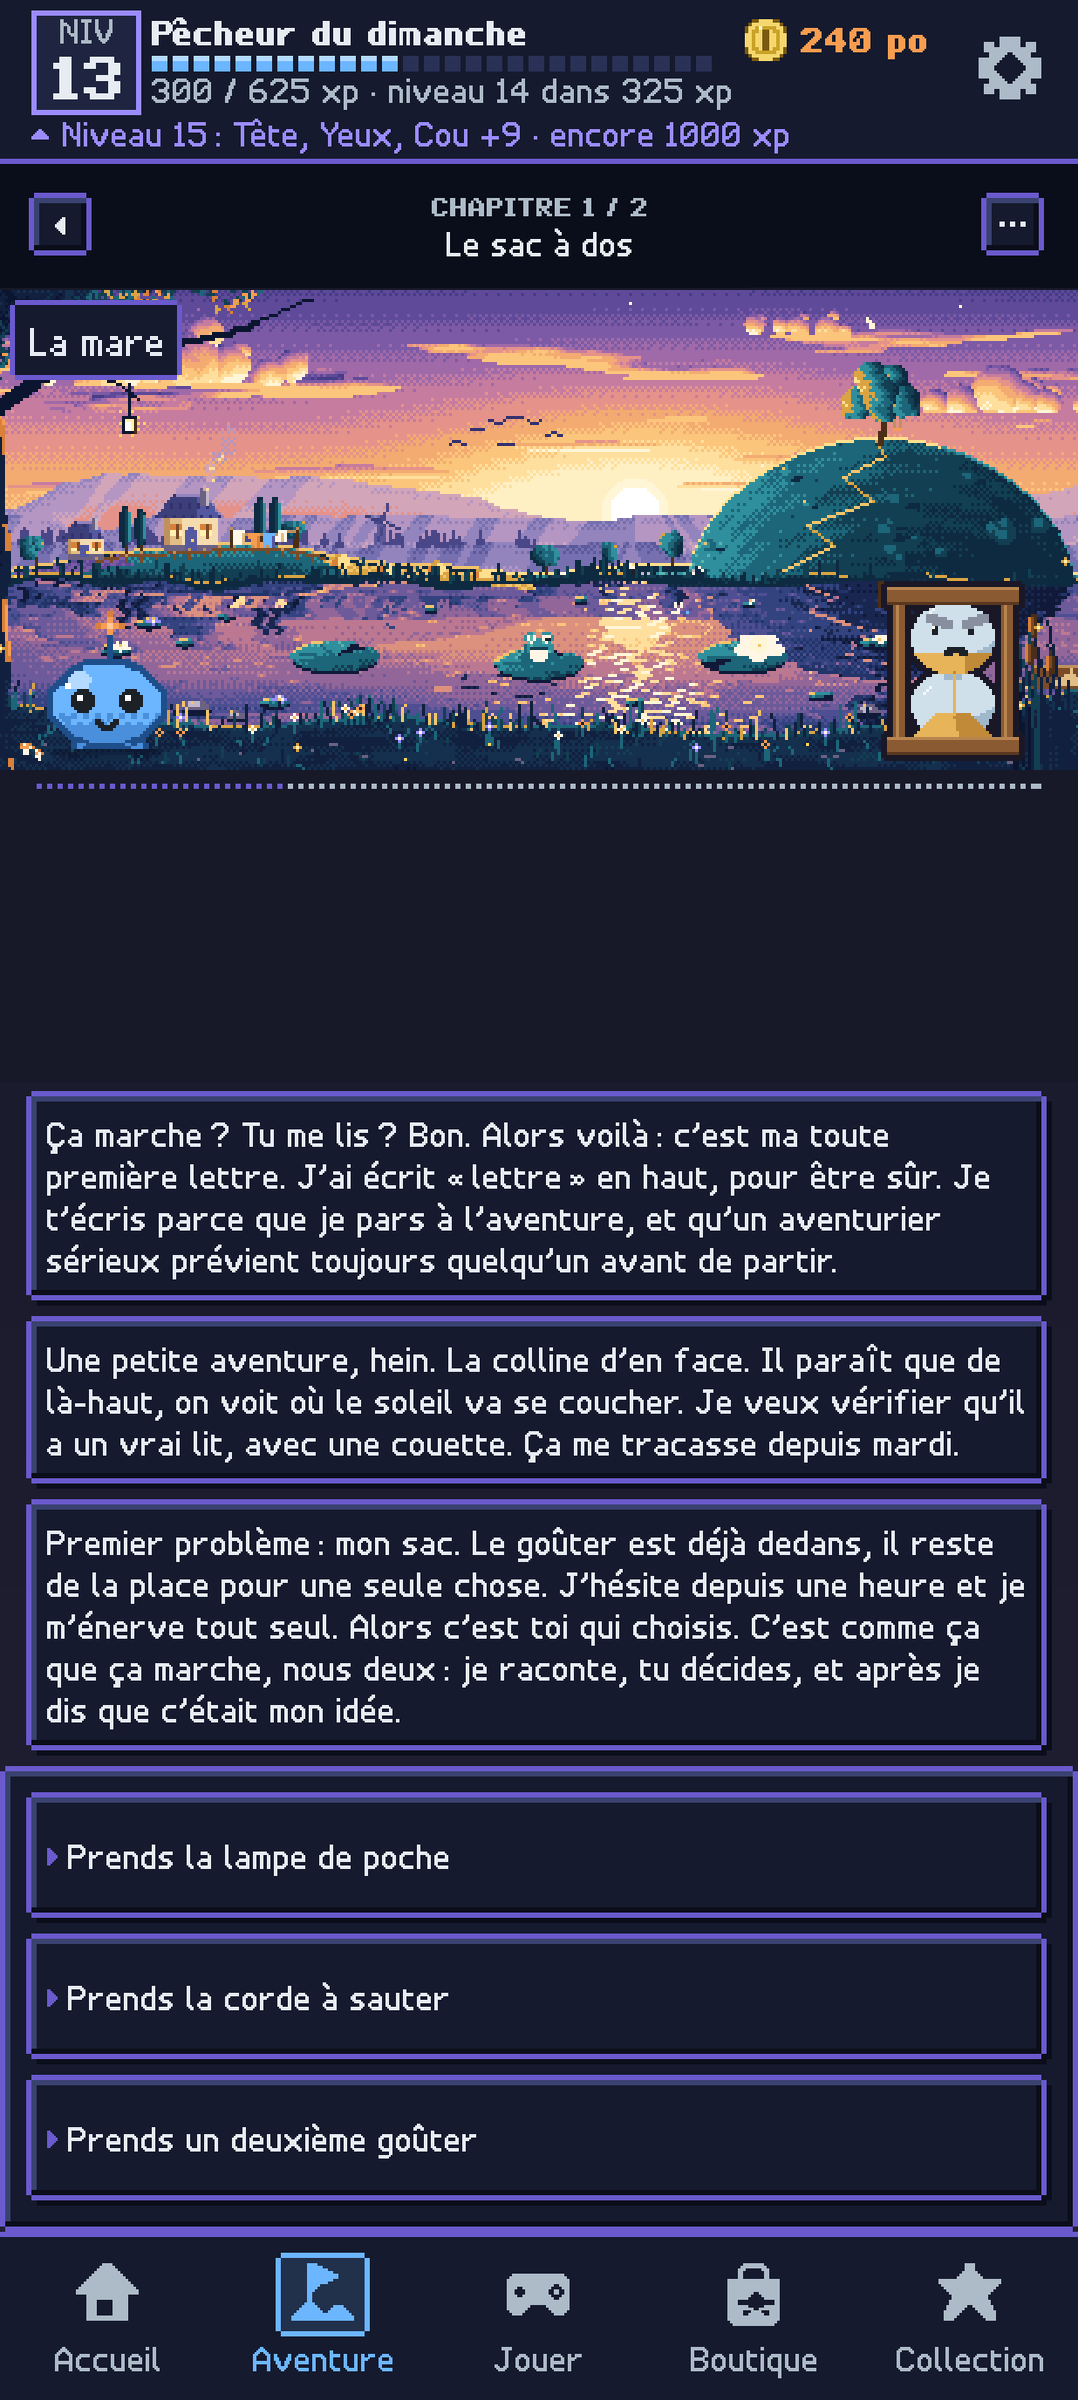 NIV
13
Pêcheur du dimanche
240 po
300 / 625 xp · niveau 14 dans 325 xp
Niveau 15 : Tête, Yeux, Cou +9 · encore 1000 xp
CHAPITRE 1 / 2
Le sac à dos
La mare
Ça marche ? Tu me lis ? Bon. Alors voilà : c’est ma toute
première lettre. J’ai écrit « lettre » en haut, pour être sûr. Je
t’écris parce que je pars à l’aventure, et qu’un aventurier
sérieux prévient toujours quelqu’un avant de partir.
Une petite aventure, hein. La colline d’en face. Il paraît que de
là-haut, on voit où le soleil va se coucher. Je veux vérifier qu’il
a un vrai lit, avec une couette. Ça me tracasse depuis mardi.
Premier problème : mon sac. Le goûter est déjà dedans, il reste
de la place pour une seule chose. J’hésite depuis une heure et je
m’énerve tout seul. Alors c’est toi qui choisis. C’est comme ça
que ça marche, nous deux : je raconte, tu décides, et après je
dis que c’était mon idée.
Prends la lampe de poche
Prends la corde à sauter
Prends un deuxième goûter
Accueil
Aventure
Jouer
Boutique
Collection